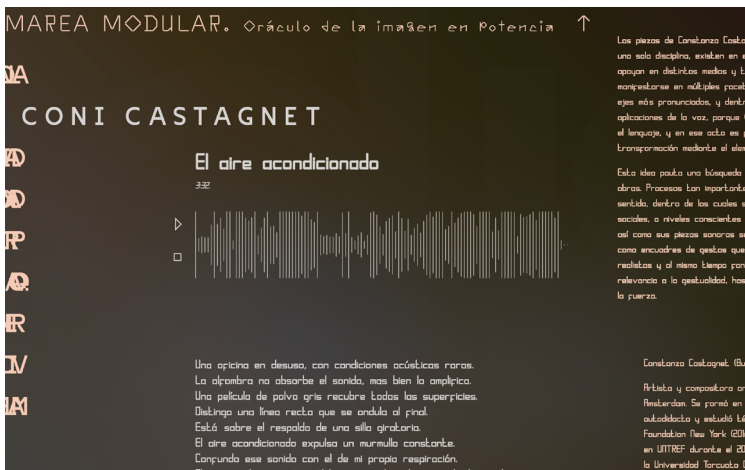 MAREA MODULAR. Oráculo de la imagen en Potencia ↑
CONI CASTAGNET
El aire acondicionado
3:32
Una oficina en desuso, con condiciones acústicas raras.
La alfombra no absorbe el sonido, mas bien la amplifica.
Una película de polvo gris recubre todas las superficies.
Distingo una línea recta que se ondula al final.
Está sobre el respaldo de una silla giratoria.
El aire acondicionado expulsa un murmullo constante.
Confundo ese sonido con el de mi propia respiración.
Las piezas de Constanza
una sola disciplina, existen en
apoyan en distintos medios y
manifestarse en múltiples
ejes más pronunciados, y
aplicaciones de la voz, porque
el lenguaje, y en ese acto es
transformación mediante el
Esta idea pauta una búsqueda
obras. Procesos tan
sentido, dentro de los cuales
sociales, a niveles conscientes
así como sus piezas sonoras
como encuadres de gestos que
realistas y al mismo tiempo
relevancia a la gestualidad,
la fuerza.
Constanza Castagnet
Artista y compositora
Amsterdam. Se formó en
autodidacta y estudió
Foundation New York
en UNTREF durante el
la Universidad Torcuato